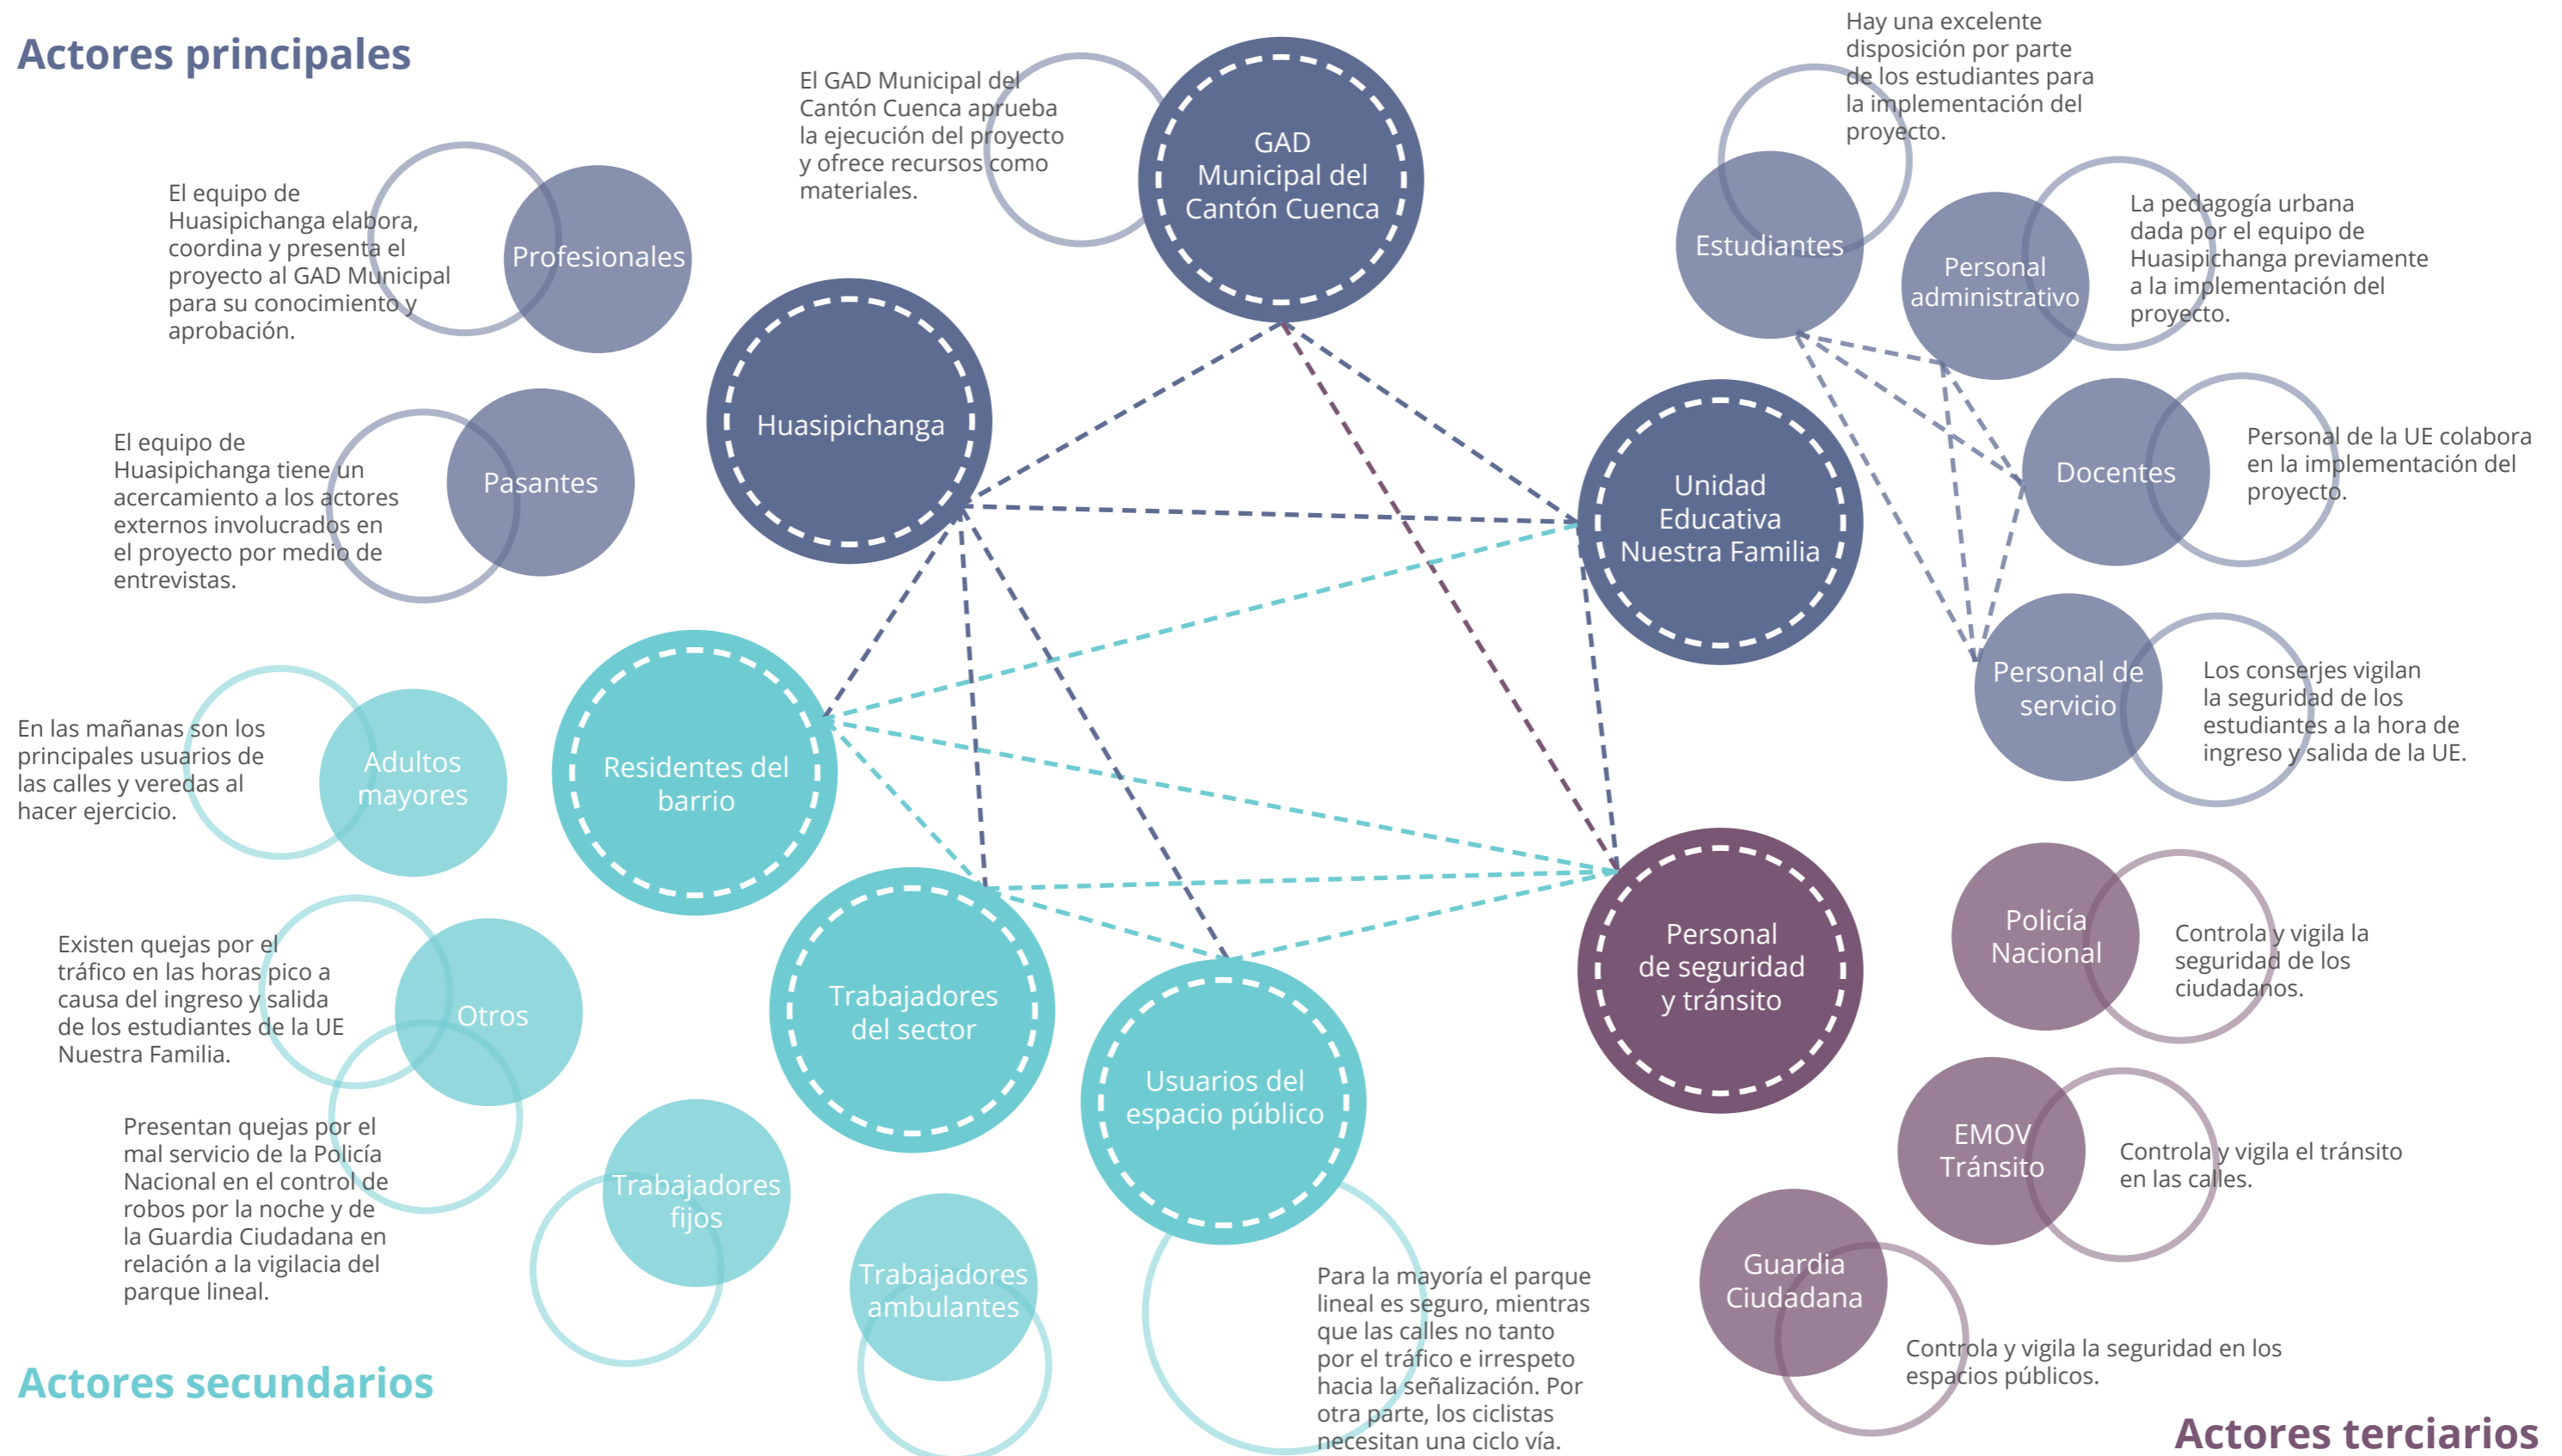 Actores principales
El equipo de
Huasipichanga elabora,
coordina y presenta el
proyecto al GAD Municipal
para su conocimiento y
aprobación.
Profesionales
El equipo de
Huasipichanga tiene un
acercamiento a los actores
externos involucrados en
el proyecto por medio de
entrevistas.
Pasantes
Huasipichanga
El GAD Municipal del
Cantón Cuenca aprueba
la ejecución del proyecto
y ofrece recursos como
materiales.
GAD
Municipal del
Cantón Cuenca
Hay una excelente
disposición por parte
de los estudiantes para
la implementación del
proyecto.
Estudiantes
Personal
administrativo
La pedagogía urbana
dada por el equipo de
Huasipichanga previamente
a la implementación del
proyecto.
Unidad
Educativa
Nuestra Familia
Docentes
Personal de la UE colabora
en la implementación del
proyecto.
Personal de
servicio
Los conserjes vigilan
la seguridad de los
estudiantes a la hora de
ingreso y salida de la UE.
En las mañanas son los
principales usuarios de
las calles y veredas al
hacer ejercicio.
Adultos
mayores
Residentes del
barrio
Existen quejas por el
tráfico en las horas pico a
causa del ingreso y salida
de los estudiantes de la UE
Nuestra Familia.
Otros
Presentan quejas por el
mal servicio de la Policía
Nacional en el control de
robos por la noche y de
la Guardia Ciudadana en
relación a la vigilacia del
parque lineal.
Trabajadores
del sector
Trabajadores
fijos
Trabajadores
ambulantes
Usuarios del
espacio público
Para la mayoría el parque
lineal es seguro, mientras
que las calles no tanto
por el tráfico e irrespeto
hacia la señalización. Por
otra parte, los ciclistas
necesitan una ciclo vía.
Actores secundarios
Personal
de seguridad
y tránsito
Policía
Nacional
Controla y vigila la
seguridad de los
ciudadanos.
EMOV
Tránsito
Controla y vigila el tránsito
en las calles.
Guardia
Ciudadana
Controla y vigila la seguridad en los
espacios públicos.
Actores terciarios